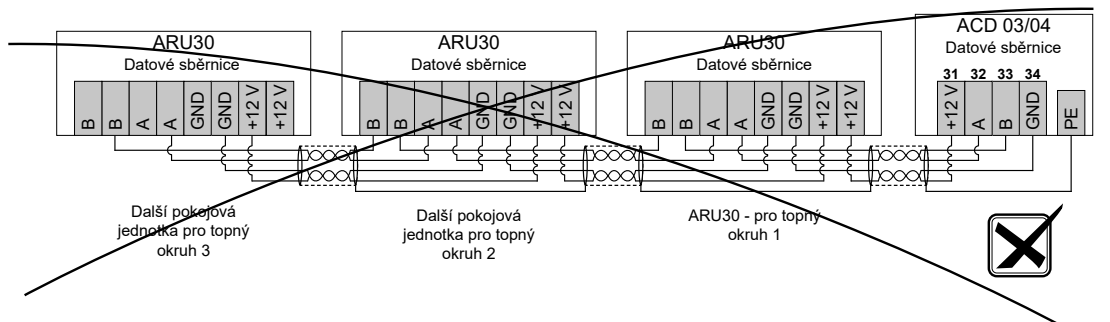 ARU30
Datové sběrnice
B B A A GND GND +12 V +12 V
Další pokojová
jednotka pro topný
okruh 3
ARU30
Datové sběrnice
B B A A GND GND +12 V +12 V
Další pokojová
jednotka pro topný
okruh 2
ARU30
Datové sběrnice
B B A A GND GND +12 V +12 V
ARU30 - pro topný
okruh 1
ACD 03/04
Datové sběrnice
31 32 33 34
+12 V A B GND PE